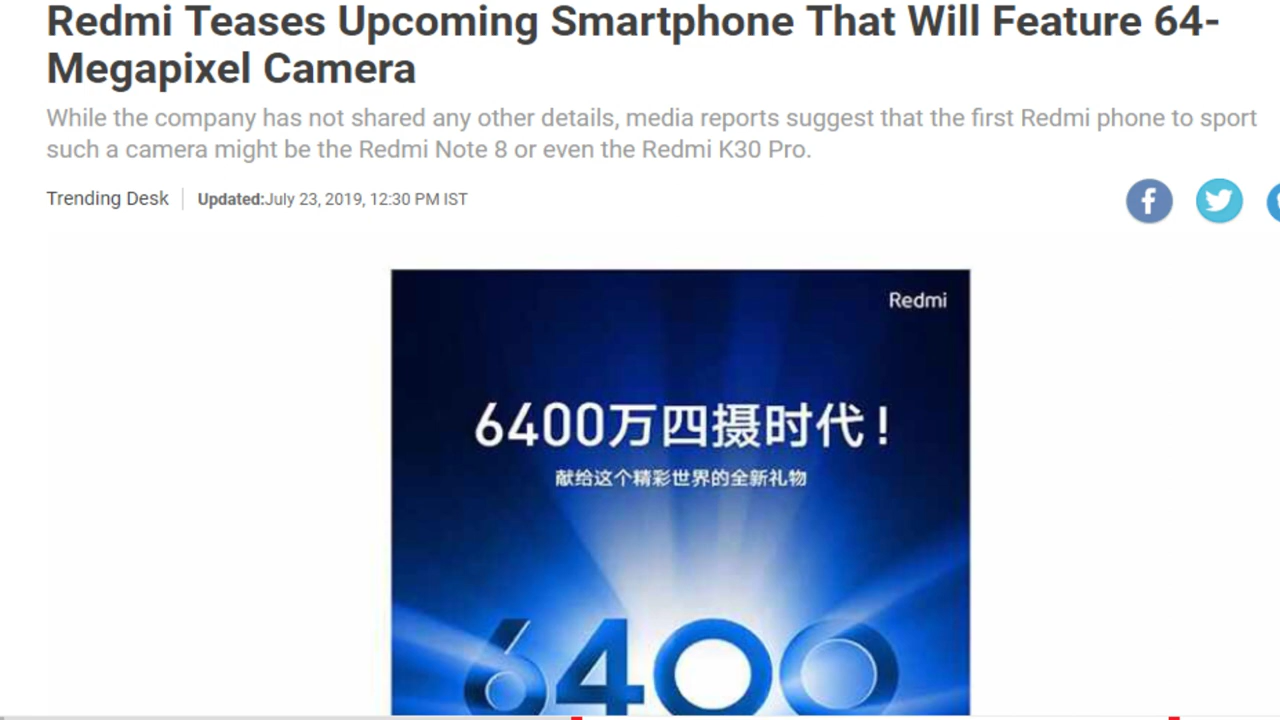 Redmi Teases Upcoming Smartphone That Will Feature 64-
Megapixel Camera
While the company has not shared any other details, media reports suggest that the first Redmi phone to sport
such a camera might be the Redmi Note 8 or even the Redmi K30 Pro.
Trending Desk
Updated:July 23, 2019, 12:30 PM IST
Redmi
6400万四摄时代!
献给这个精彩世界的全新礼物
6400